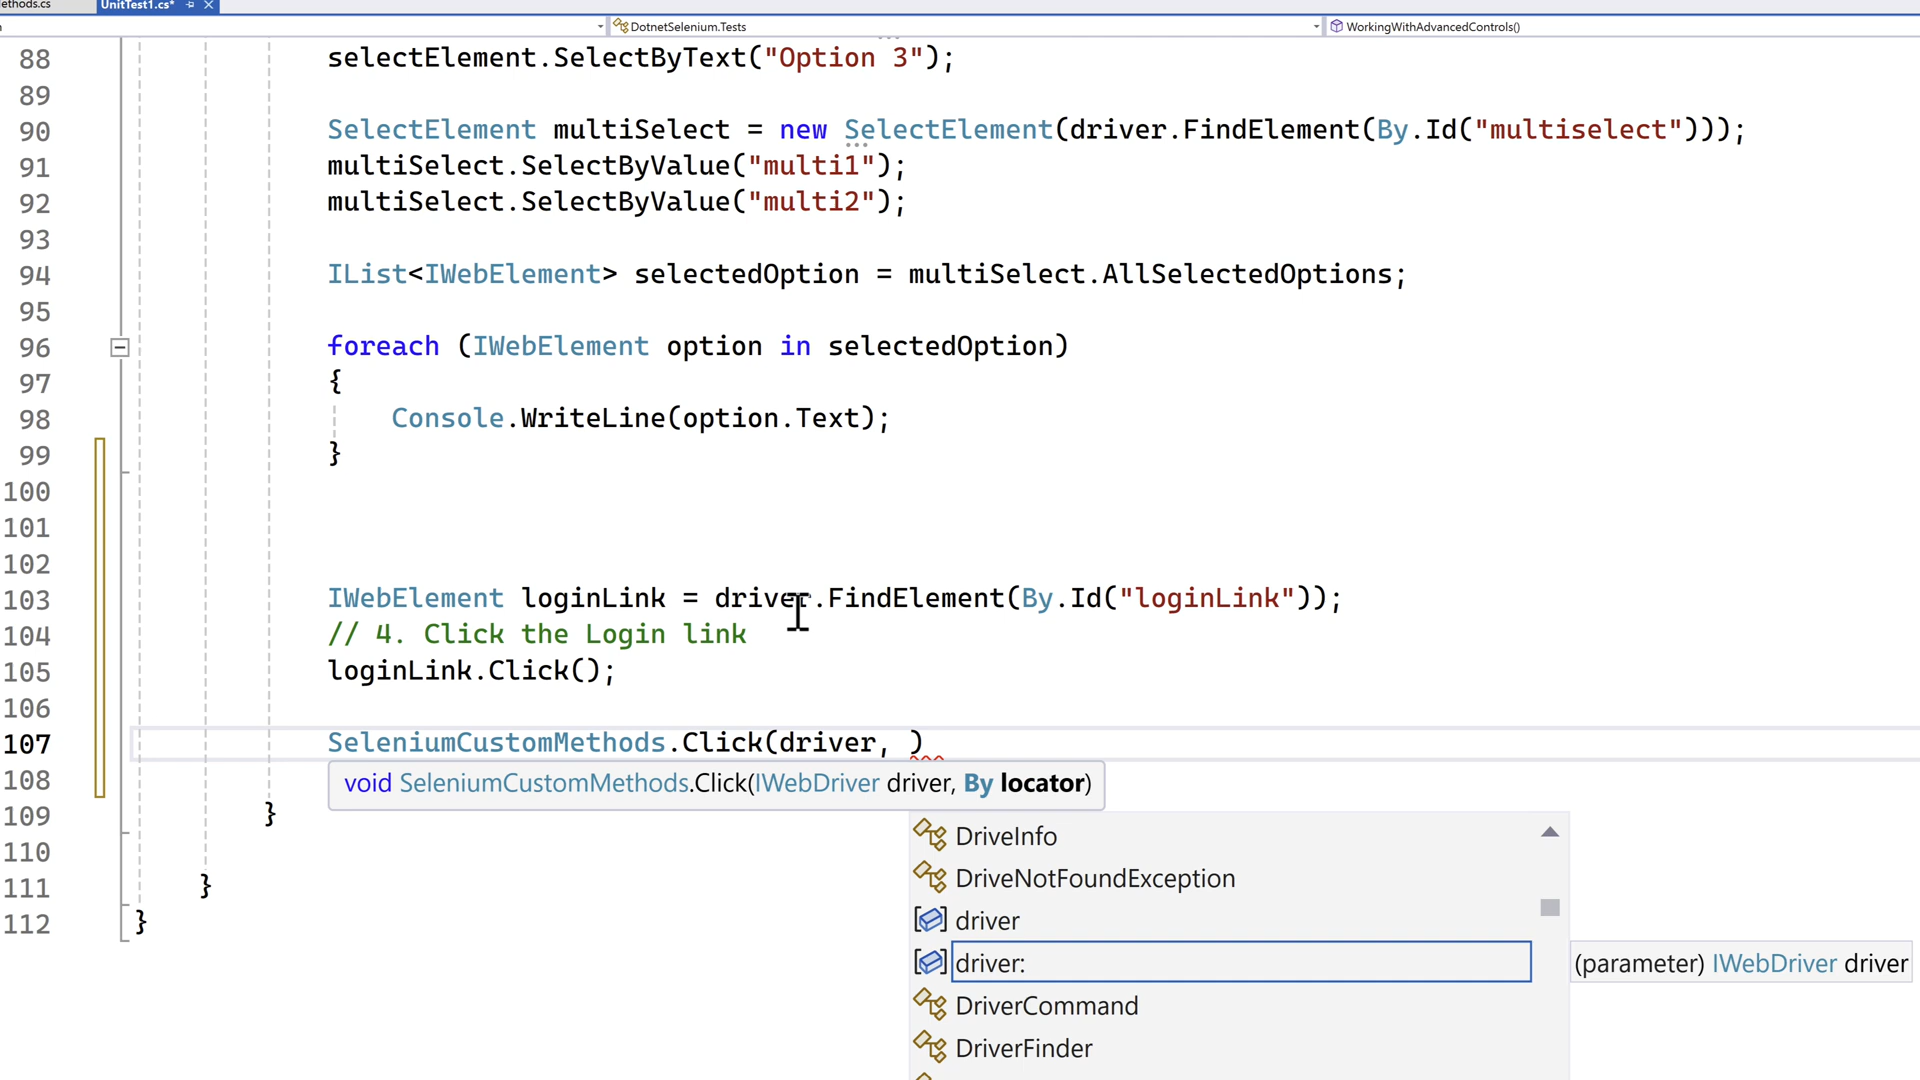 ethods.cs UnitTest1.cs*
DotnetSelenium.Tests WorkingWithAdvancedControls()
88 selectElement.SelectByText("Option 3");
89
90 SelectElement multiSelect = new SelectElement(driver.FindElement(By.Id("multiselect")));
91 multiSelect.SelectByValue("multi1");
92 multiSelect.SelectByValue("multi2");
93
94 IList<IWebElement> selectedOption = multiSelect.AllSelectedOptions;
95
96 foreach (IWebElement option in selectedOption)
97 {
98 Console.WriteLine(option.Text);
99 }
100
101
102
103 IWebElement loginLink = driver.FindElement(By.Id("loginLink"));
104 // 4. Click the Login link
105 loginLink.Click();
106
107 SeleniumCustomMethods.Click(driver, )
108 void SeleniumCustomMethods.Click(IWebDriver driver, By locator)
109 }
110
111 }
112 }
DriveInfo
DriveNotFoundException
driver
driver: (parameter) IWebDriver driver
DriverCommand
DriverFinder